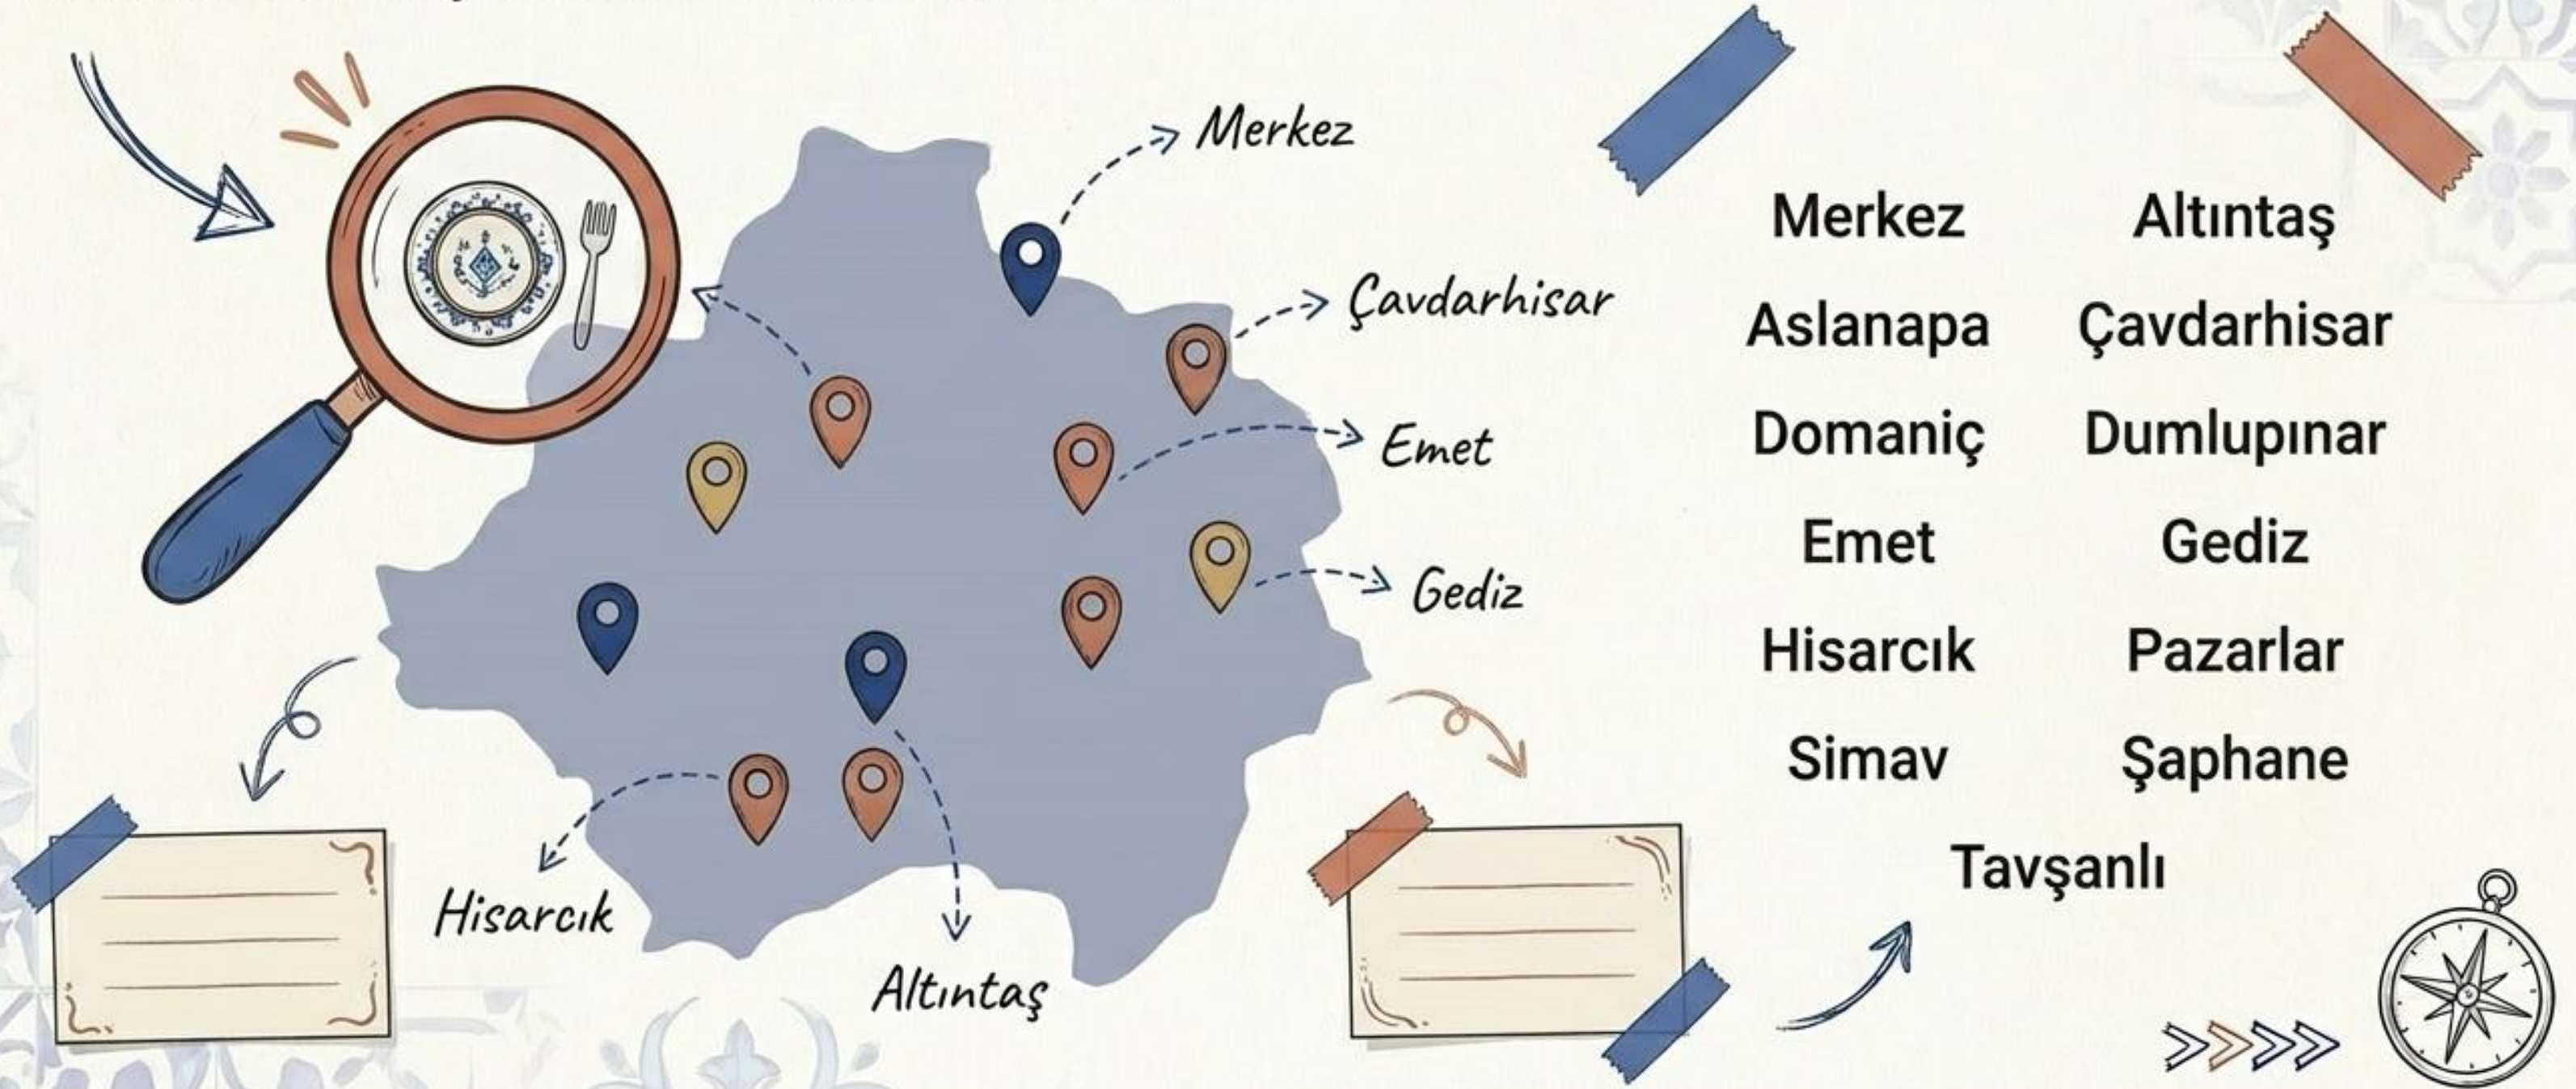 Merkez
Çavdarhisar
Emet
Gediz
Hisarcık
Altıntaş
Merkez Altıntaş
Aslanapa Çavdarhisar
Domaniç Dumlupınar
Emet Gediz
Hisarcık Pazarlar
Simav Şaphane
Tavşanlı